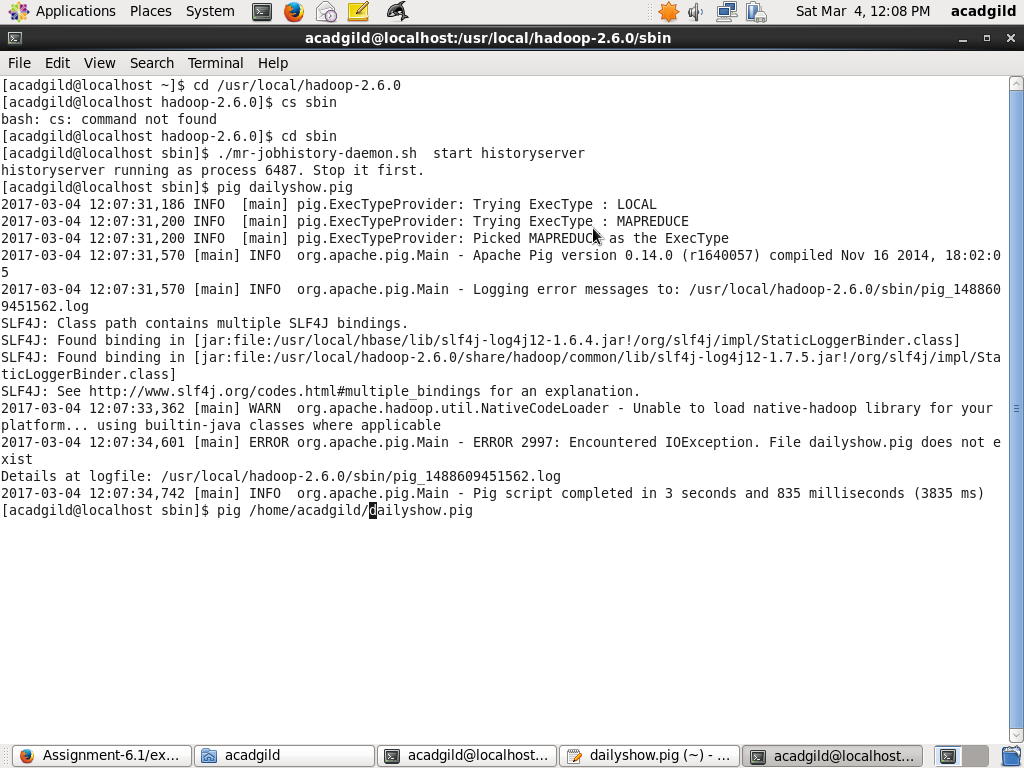 Applications Places System Sat Mar 4, 12:08 PM acadgild
acadgild@localhost:/usr/local/hadoop-2.6.0/sbin
File Edit View Search Terminal Help
[acadgild@localhost ~]$ cd /usr/local/hadoop-2.6.0
[acadgild@localhost hadoop-2.6.0]$ cs sbin
bash: cs: command not found
[acadgild@localhost hadoop-2.6.0]$ cd sbin
[acadgild@localhost sbin]$ ./mr-jobhistory-daemon.sh  start historyserver
historyserver running as process 6487. Stop it first.
[acadgild@localhost sbin]$ pig dailyshow.pig
2017-03-04 12:07:31,186 INFO  [main] pig.ExecTypeProvider: Trying ExecType : LOCAL
2017-03-04 12:07:31,200 INFO  [main] pig.ExecTypeProvider: Trying ExecType : MAPREDUCE
2017-03-04 12:07:31,200 INFO  [main] pig.ExecTypeProvider: Picked MAPREDUCE as the ExecType
2017-03-04 12:07:31,570 [main] INFO  org.apache.pig.Main - Apache Pig version 0.14.0 (r1640057) compiled Nov 16 2014, 18:02:0
5
2017-03-04 12:07:31,570 [main] INFO  org.apache.pig.Main - Logging error messages to: /usr/local/hadoop-2.6.0/sbin/pig_148860
9451562.log
SLF4J: Class path contains multiple SLF4J bindings.
SLF4J: Found binding in [jar:file:/usr/local/hbase/lib/slf4j-log4j12-1.6.4.jar!/org/slf4j/impl/StaticLoggerBinder.class]
SLF4J: Found binding in [jar:file:/usr/local/hadoop-2.6.0/share/hadoop/common/lib/slf4j-log4j12-1.7.5.jar!/org/slf4j/impl/Sta
ticLoggerBinder.class]
SLF4J: See http://www.slf4j.org/codes.html#multiple_bindings for an explanation.
2017-03-04 12:07:33,362 [main] WARN  org.apache.hadoop.util.NativeCodeLoader - Unable to load native-hadoop library for your
platform... using builtin-java classes where applicable
2017-03-04 12:07:34,601 [main] ERROR org.apache.pig.Main - ERROR 2997: Encountered IOException. File dailyshow.pig does not e
xist
Details at logfile: /usr/local/hadoop-2.6.0/sbin/pig_1488609451562.log
2017-03-04 12:07:34,742 [main] INFO  org.apache.pig.Main - Pig script completed in 3 seconds and 835 milliseconds (3835 ms)
[acadgild@localhost sbin]$ pig /home/acadgild/dailyshow.pig
Assignment-6.1/ex... acadgild acadgild@localhost... dailyshow.pig (~) - ... acadgild@localhost...